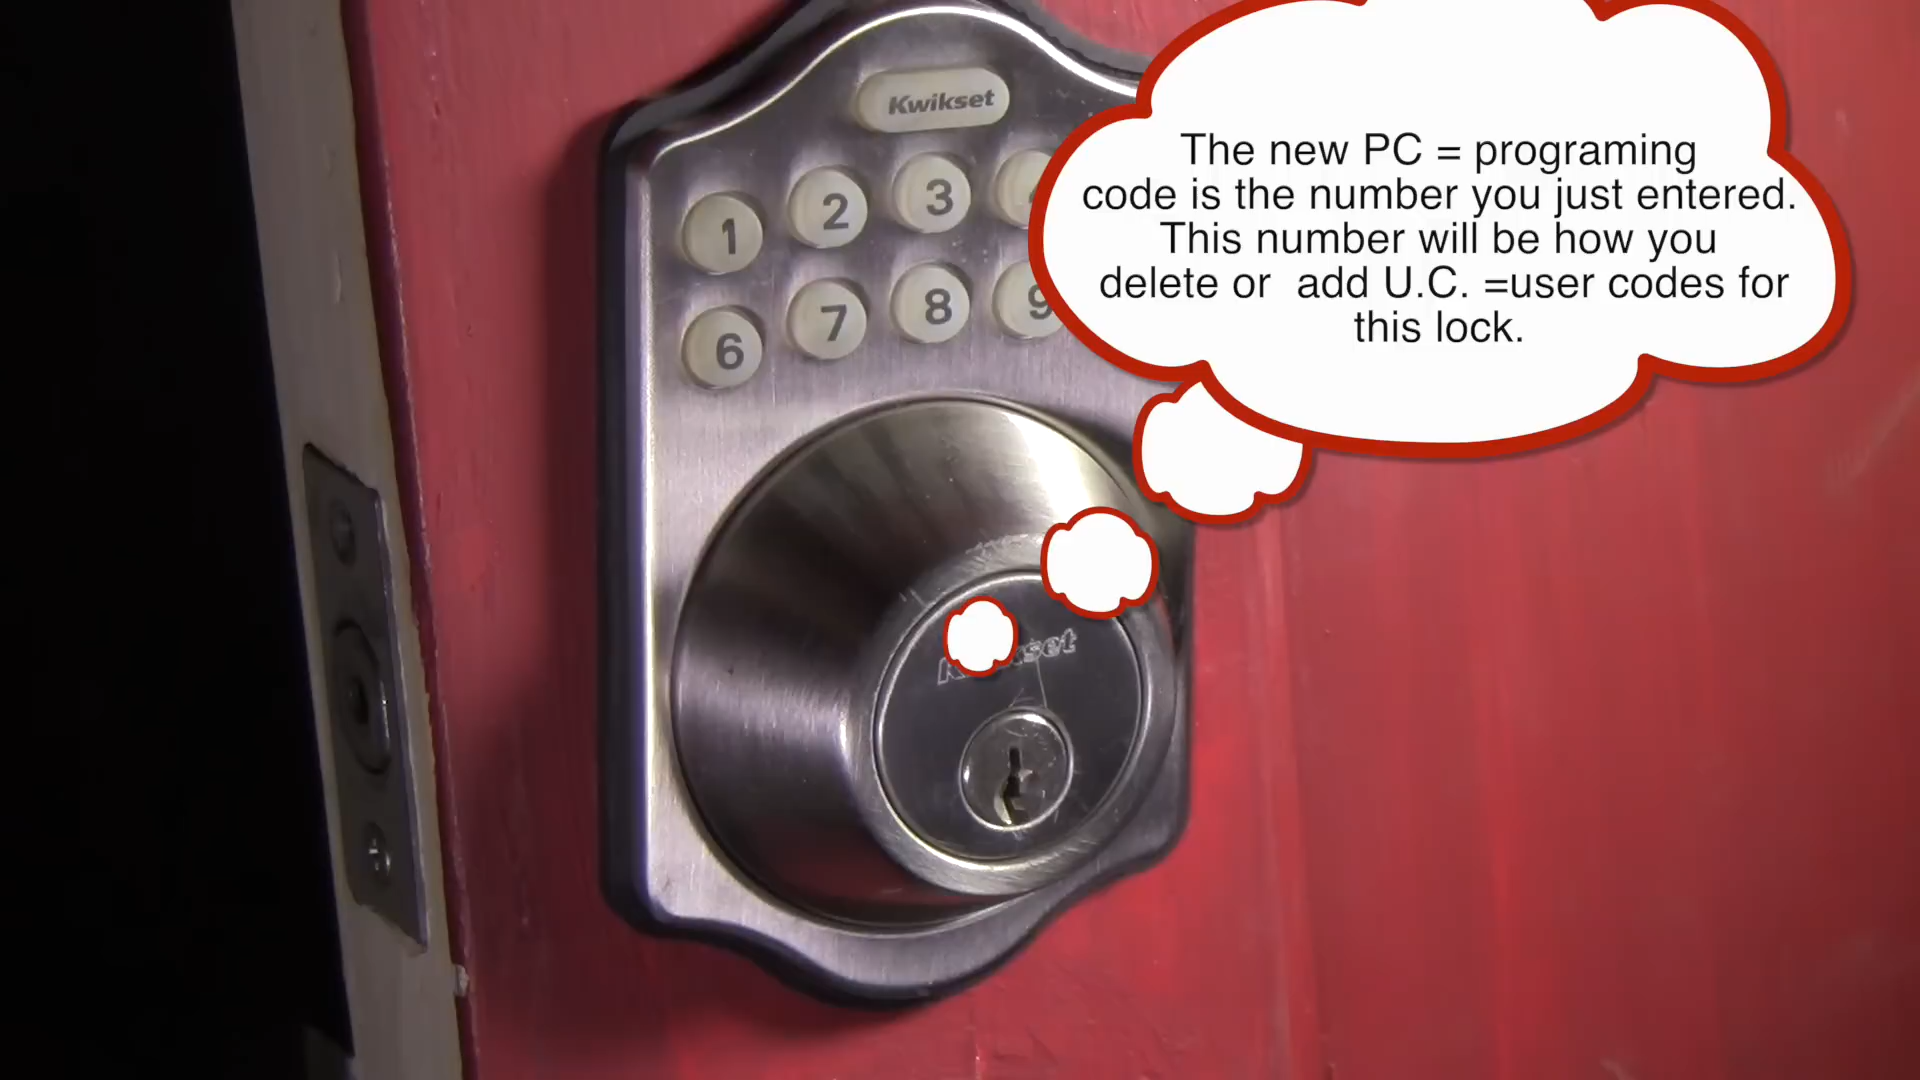 Kwikset
The new PC = programing
code is the number you just entered.
This number will be how you
delete or  add U.C. =user codes for
this lock.
1 2 3
6 7 8 9